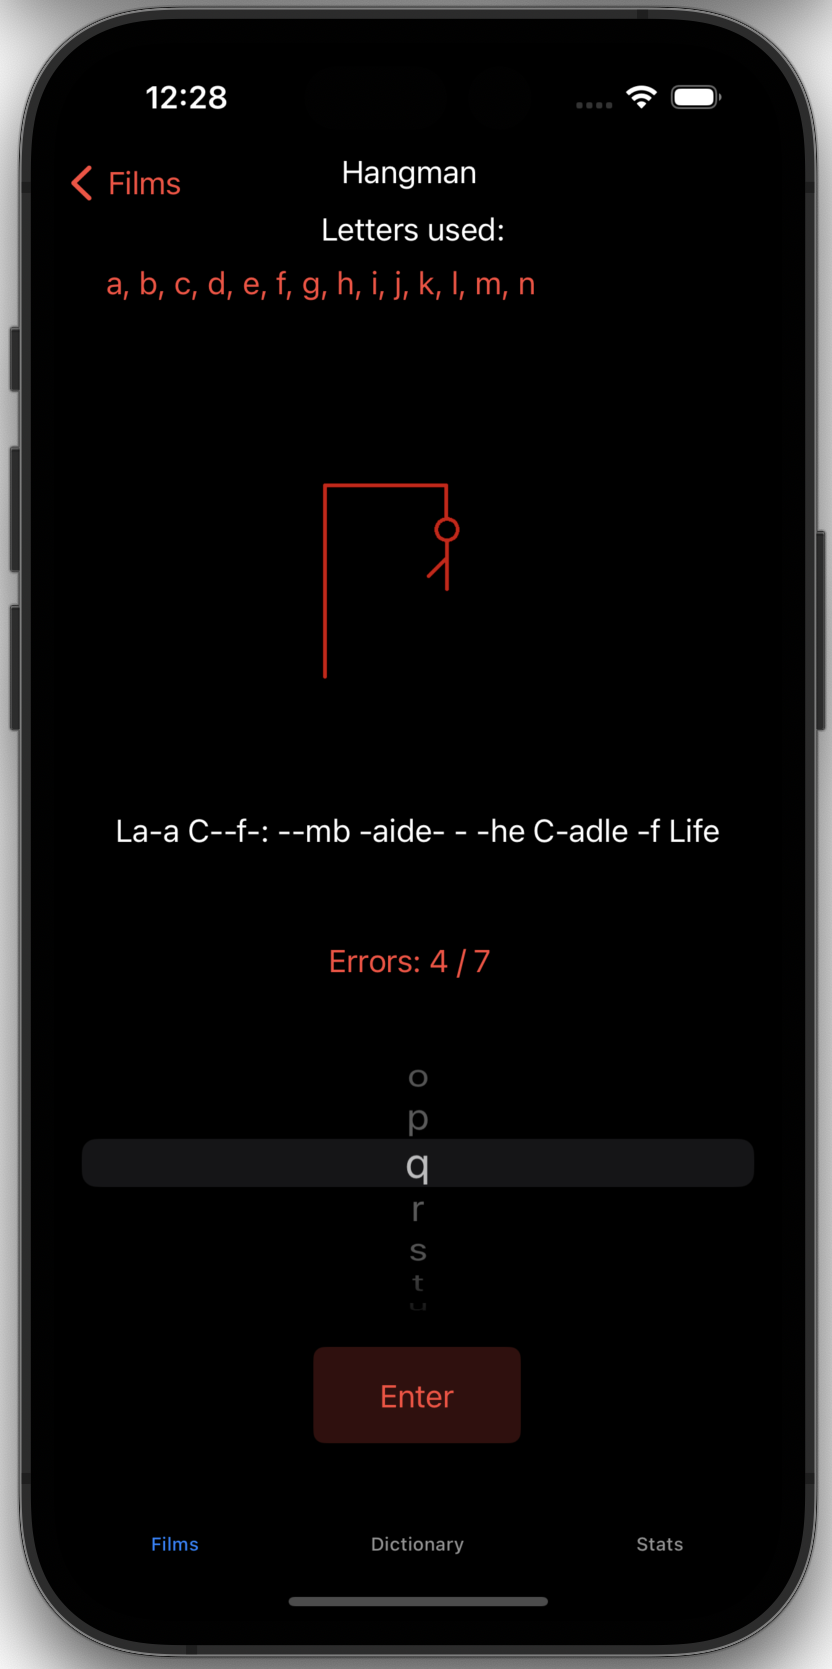 12:28
Films
Hangman
Letters used:
a, b, c, d, e, f, g, h, i, j, k, l, m, n
La-a C--f-: --mb -aide- - -he C-adle -f Life
Errors: 4 / 7
o
p
q
r
s
t
u
Enter
Films
Dictionary
Stats